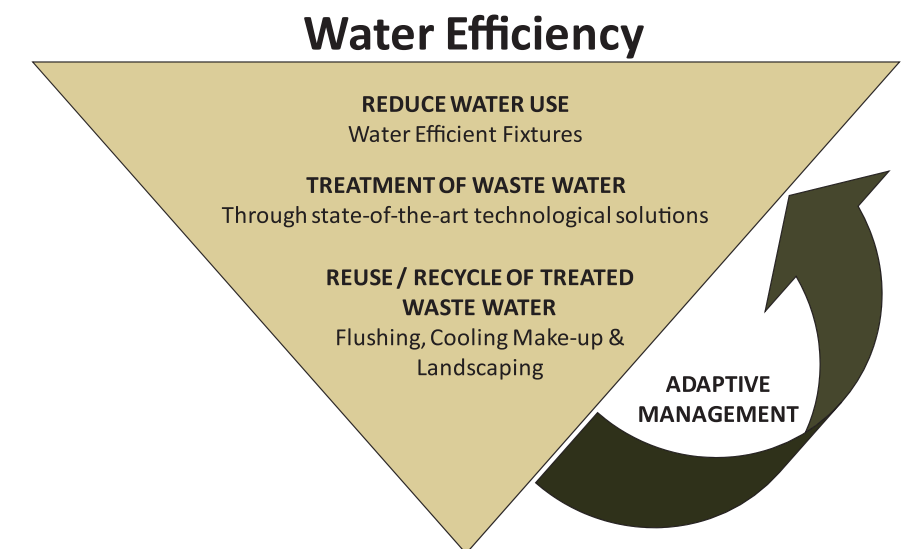 Water Efficiency
REDUCE WATER USE
Water Efficient Fixtures
TREATMENT OF WASTE WATER
Through state-of-the-art technological solutions
REUSE / RECYCLE OF TREATED
WASTE WATER
Flushing, Cooling Make-up &
Landscaping
ADAPTIVE
MANAGEMENT